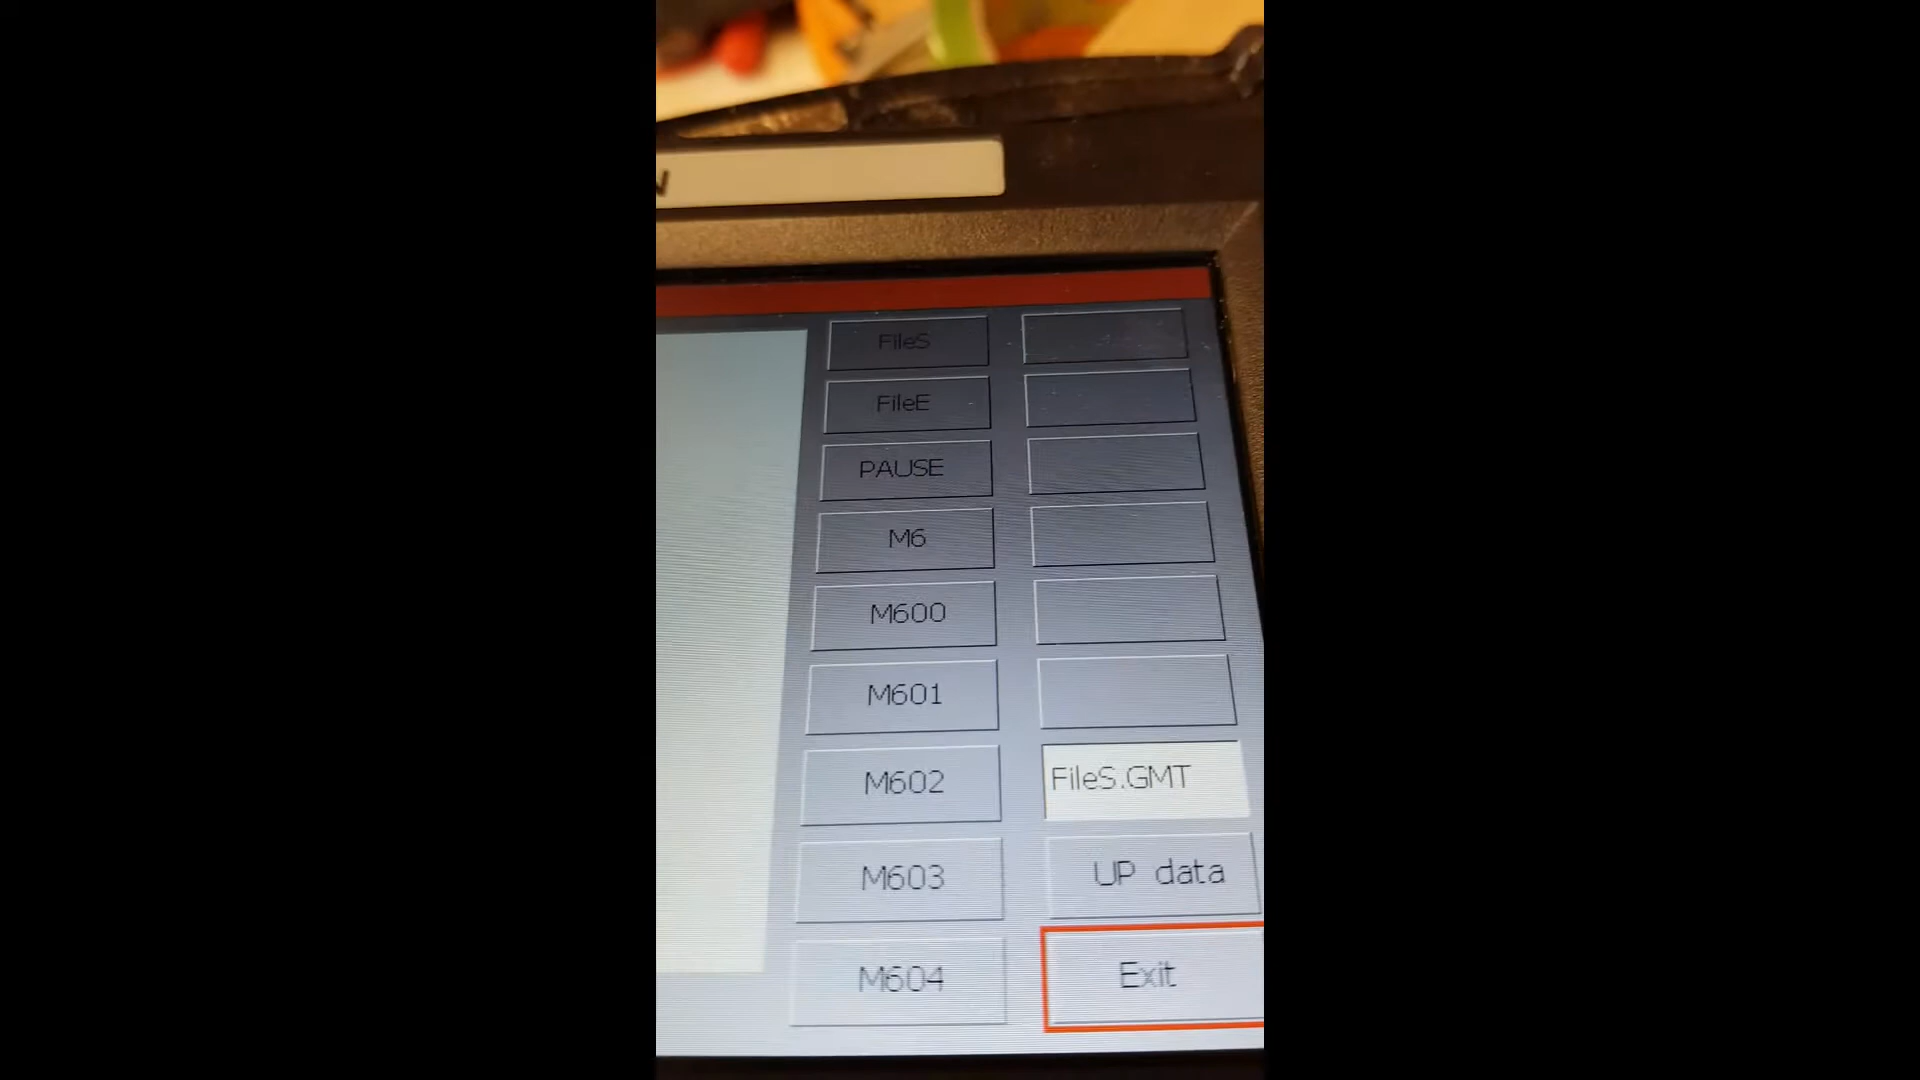 FileS
FileE
PAUSE
M6
M600
M601
M602
FileS.GMT
M603
UP data
M604
Exit